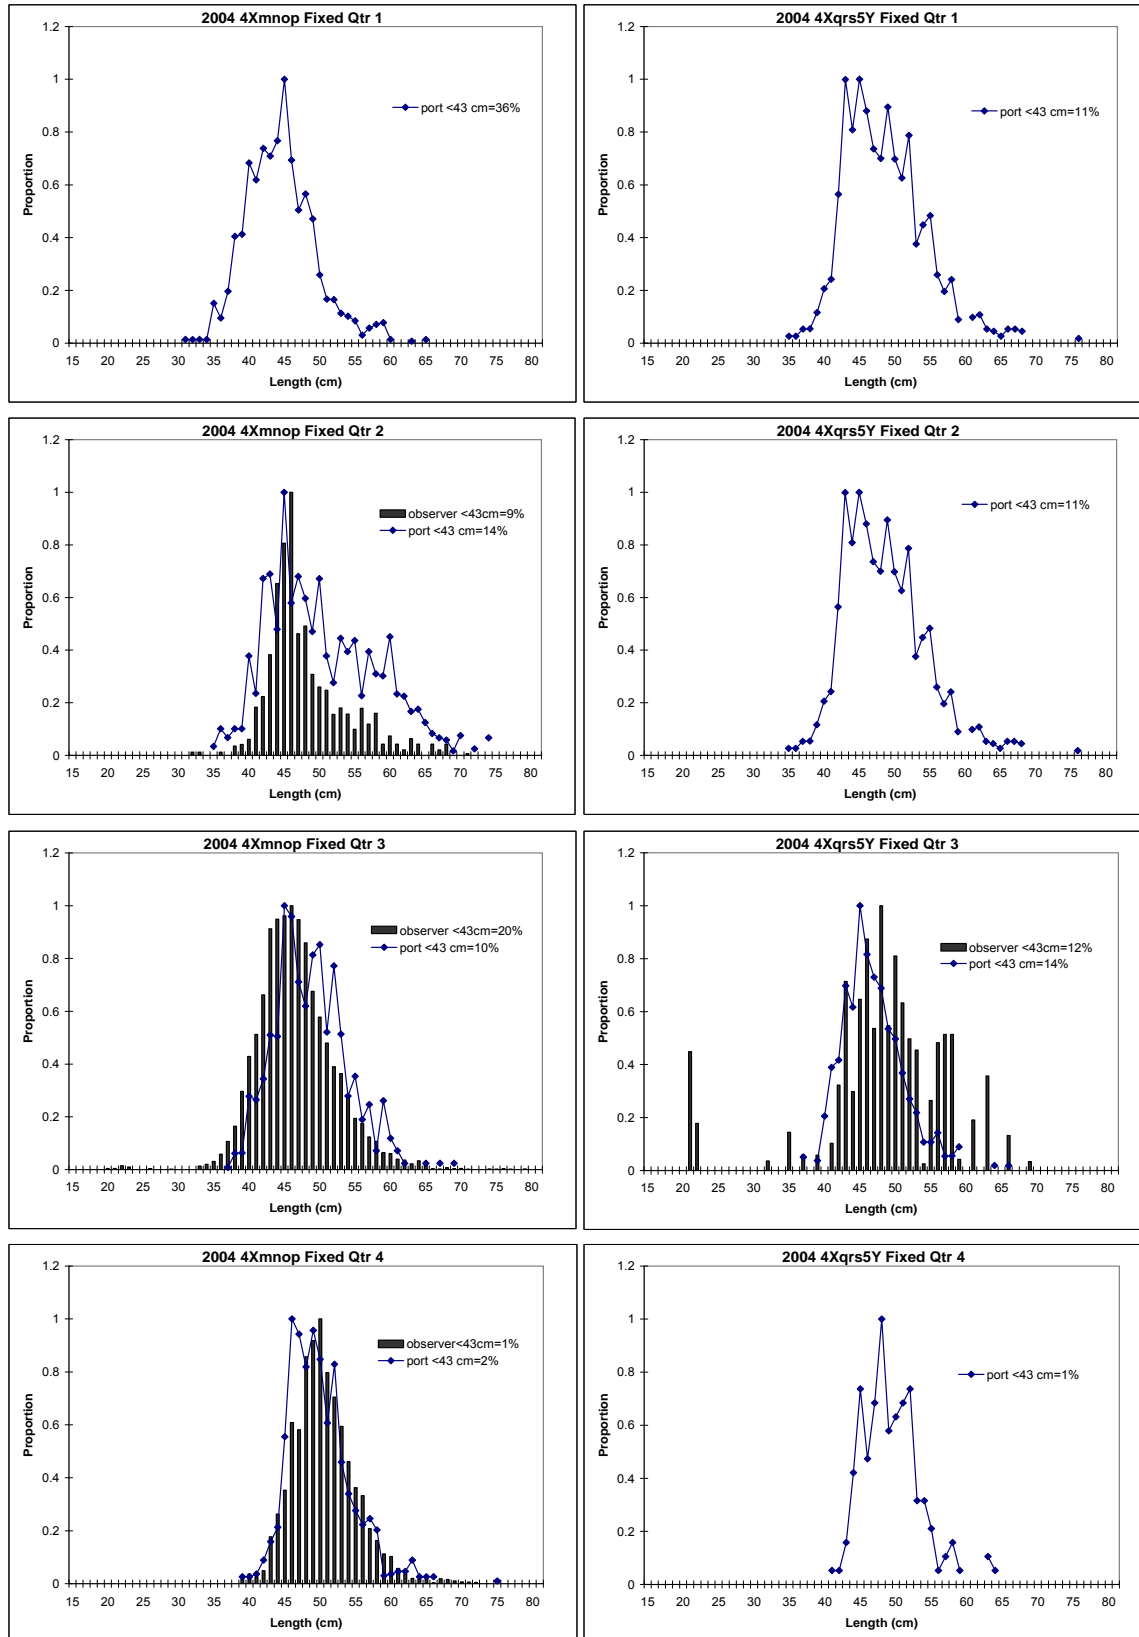 2004 4Xmnop Fixed Qtr 1
1.2
1
0.8
0.6
0.4
0.2
0
Proportion
port <43 cm=36%
15 20 25 30 35 40 45 50 55 60 65 70 75 80
Length (cm)
2004 4Xqrs5Y Fixed Qtr 1
1.2
1
0.8
0.6
0.4
0.2
0
Proportion
port <43 cm=11%
15 20 25 30 35 40 45 50 55 60 65 70 75 80
Length (cm)
2004 4Xmnop Fixed Qtr 2
1.2
1
0.8
0.6
0.4
0.2
0
Proportion
observer <43cm=9%
port <43 cm=14%
15 20 25 30 35 40 45 50 55 60 65 70 75 80
Length (cm)
2004 4Xqrs5Y Fixed Qtr 2
1.2
1
0.8
0.6
0.4
0.2
0
Proportion
port <43 cm=11%
15 20 25 30 35 40 45 50 55 60 65 70 75 80
Length (cm)
2004 4Xmnop Fixed Qtr 3
1.2
1
0.8
0.6
0.4
0.2
0
Proportion
observer <43cm=20%
port <43 cm=10%
15 20 25 30 35 40 45 50 55 60 65 70 75 80
Length (cm)
2004 4Xqrs5Y Fixed Qtr 3
1.2
1
0.8
0.6
0.4
0.2
0
Proportion
observer <43cm=12%
port <43 cm=14%
15 20 25 30 35 40 45 50 55 60 65 70 75 80
Length (cm)
2004 4Xmnop Fixed Qtr 4
1.2
1
0.8
0.6
0.4
0.2
0
Proportion
observer<43cm=1%
port <43 cm=2%
15 20 25 30 35 40 45 50 55 60 65 70 75 80
Length (cm)
2004 4Xqrs5Y Fixed Qtr 4
1.2
1
0.8
0.6
0.4
0.2
0
Proportion
port <43 cm=1%
15 20 25 30 35 40 45 50 55 60 65 70 75 80
Length (cm)